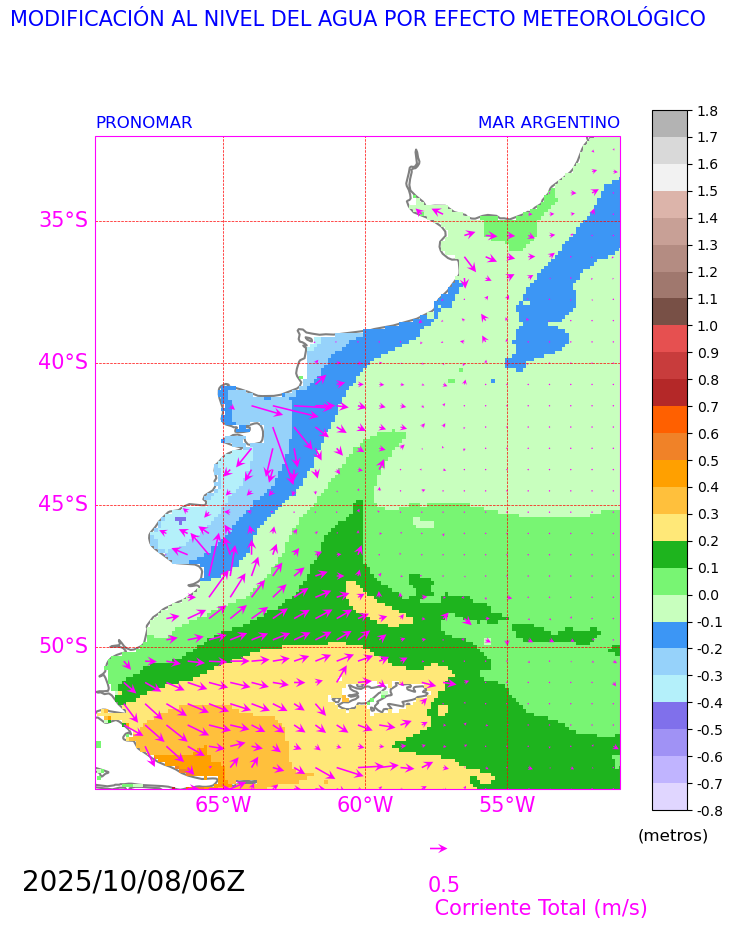 MODIFICACIÓN AL NIVEL DEL AGUA POR EFECTO METEOROLÓGICO
PRONOMAR MAR ARGENTINO
35°S
40°S
45°S
50°S
65°W 60°W 55°W
1.8
1.7
1.6
1.5
1.4
1.3
1.2
1.1
1.0
0.9
0.8
0.7
0.6
0.5
0.4
0.3
0.2
0.1
0.0
-0.1
-0.2
-0.3
-0.4
-0.5
-0.6
-0.7
-0.8
(metros)
2025/10/08/06Z
0.5
Corriente Total (m/s)